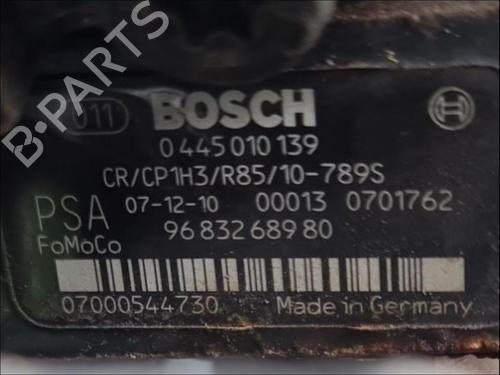 B-PARTS
011 BOSCH
0 445 010 139
CR/CP1H3/R85/10-789S
PSA 07-12-10 00013 0701762
FoMoCo 96 832 689 80
07000544730 Made in Germany